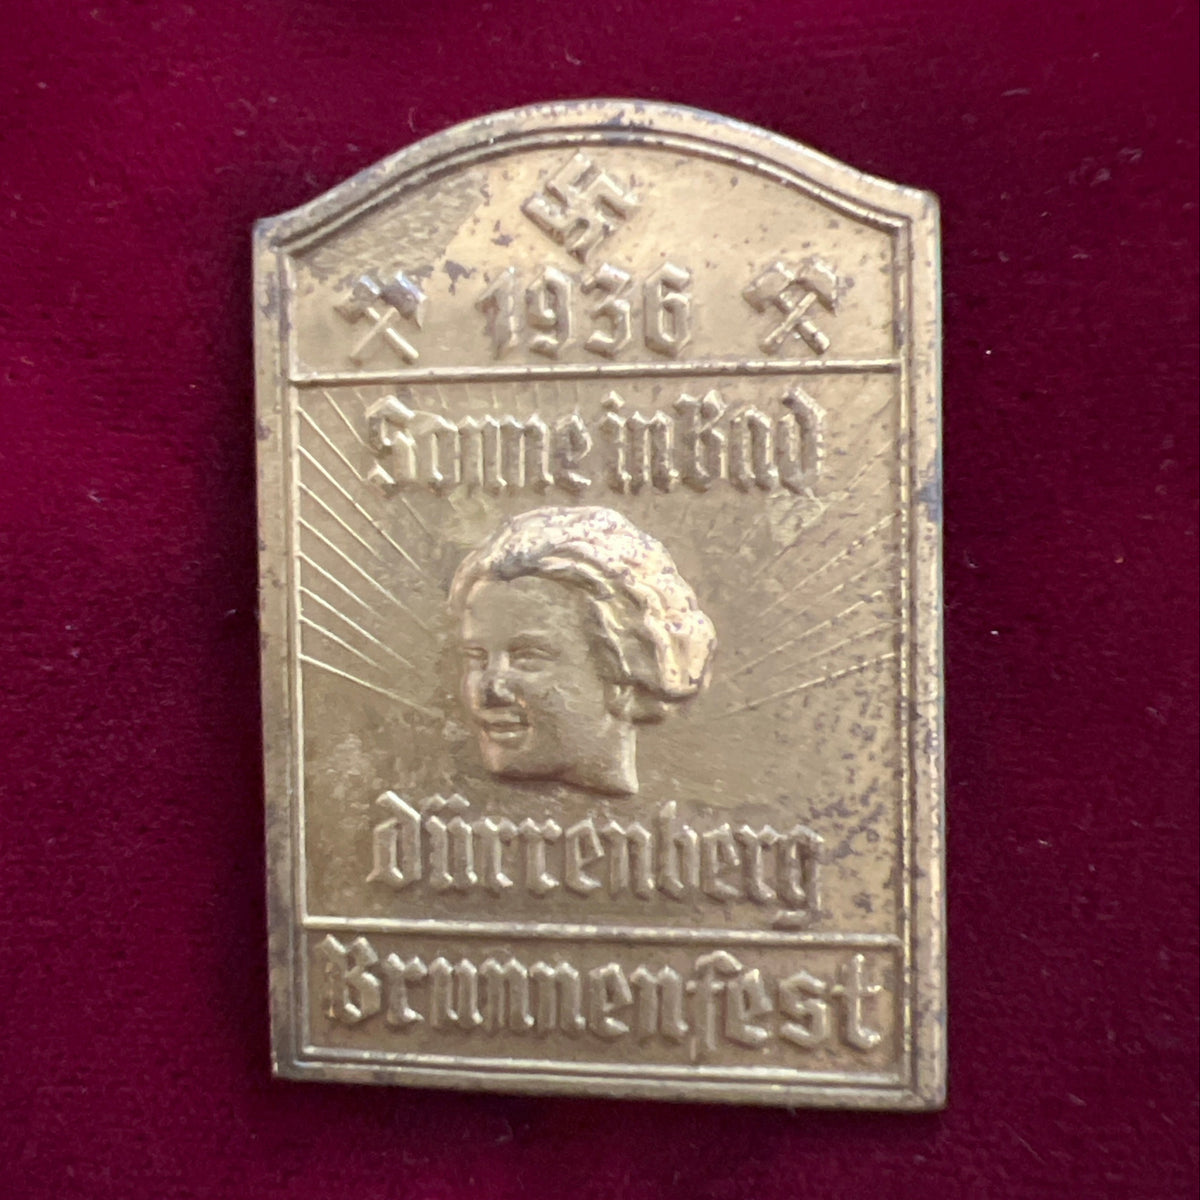 1936
Sonne in Bad
Dürrenberg
Brunnenfest